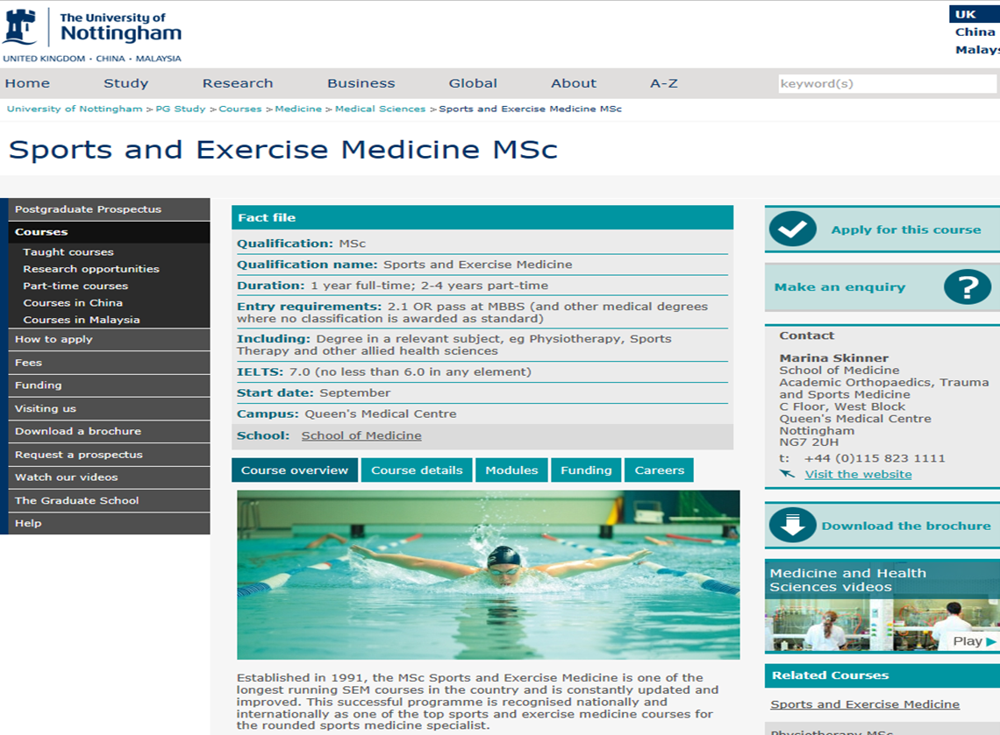 The University of
Nottingham
UNITED KINGDOM · CHINA · MALAYSIA
UK
China
Malays
Home Study Research Business Global About A-Z keyword(s)
University of Nottingham > PG Study > Courses > Medicine > Medical Sciences > Sports and Exercise Medicine MSc
Sports and Exercise Medicine MSc
Postgraduate Prospectus
Courses
Taught courses
Research opportunities
Part-time courses
Courses in China
Courses in Malaysia
How to apply
Fees
Funding
Visiting us
Download a brochure
Request a prospectus
Watch our videos
The Graduate School
Help
Fact file
Qualification: MSc
Qualification name: Sports and Exercise Medicine
Duration: 1 year full-time; 2-4 years part-time
Entry requirements: 2.1 OR pass at MBBS (and other medical degrees
where no classification is awarded as standard)
Including: Degree in a relevant subject, eg Physiotherapy, Sports
Therapy and other allied health sciences
IELTS: 7.0 (no less than 6.0 in any element)
Start date: September
Campus: Queen's Medical Centre
School: School of Medicine
Course overview Course details Modules Funding Careers
Established in 1991, the MSc Sports and Exercise Medicine is one of the
longest running SEM courses in the country and is constantly updated and
improved. This successful programme is recognised nationally and
internationally as one of the top sports and exercise medicine courses for
the rounded sports medicine specialist.
Apply for this course
Make an enquiry ?
Contact
Marina Skinner
School of Medicine
Academic Orthopaedics, Trauma
and Sports Medicine
C Floor, West Block
Queen's Medical Centre
Nottingham
NG7 2UH
t: +44 (0)115 823 1111
Visit the website
Download the brochure
Medicine and Health
Sciences videos
Play
Related Courses
Sports and Exercise Medicine
Physiotherapy MSc